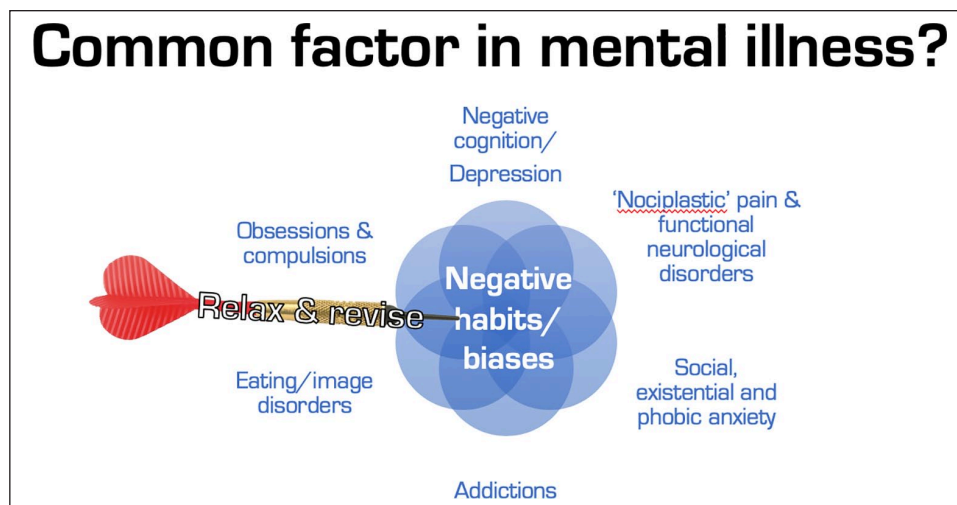 Common factor in mental illness?
Negative
cognition/
Depression
‘Nociplastic’ pain &
functional
neurological
disorders
Obsessions &
compulsions
Negative
habits/
biases
Relax & revise
Eating/image
disorders
Social,
existential and
phobic anxiety
Addictions